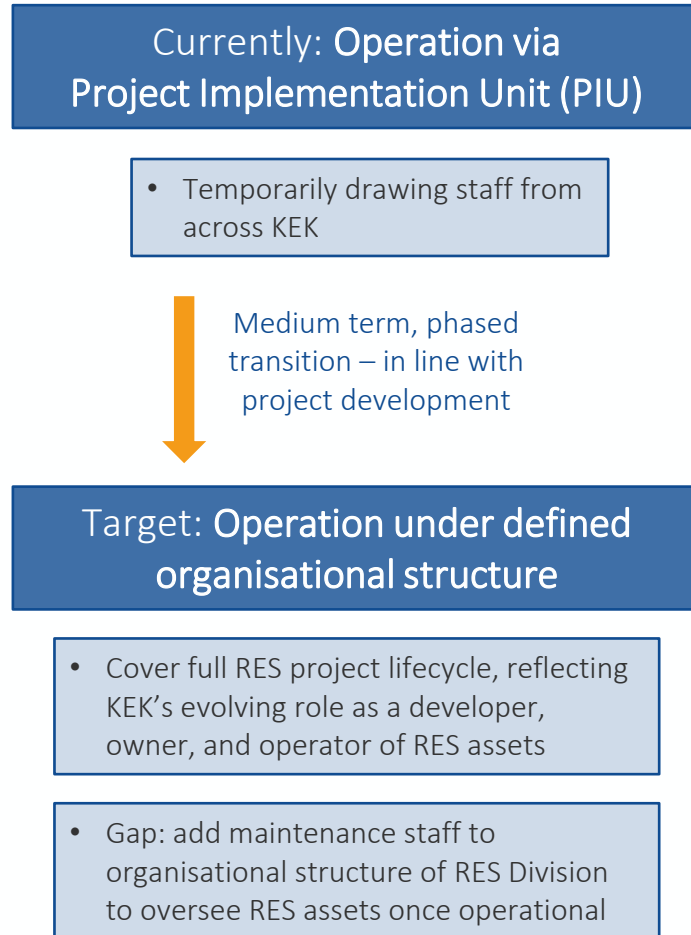 Currently: Operation via
Project Implementation Unit (PIU)
• Temporarily drawing staff from
across KEK
Medium term, phased
transition – in line with
project development
Target: Operation under defined
organisational structure
• Cover full RES project lifecycle, reflecting
KEK’s evolving role as a developer,
owner, and operator of RES assets
• Gap: add maintenance staff to
organisational structure of RES Division
to oversee RES assets once operational